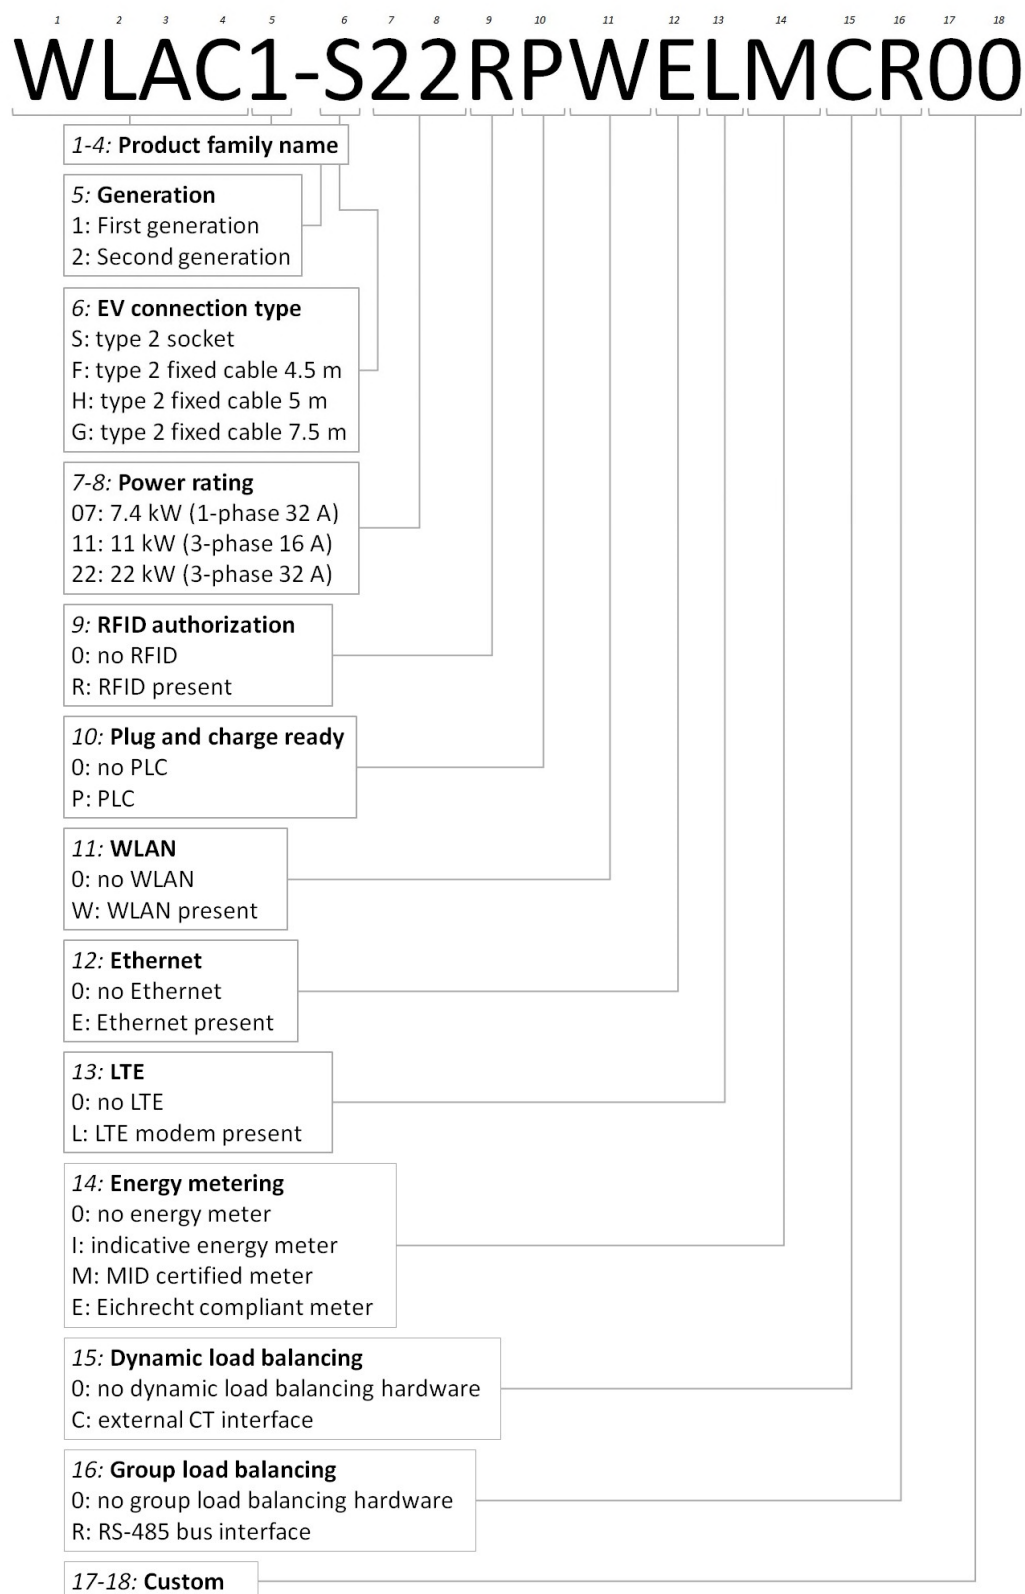 1 2 3 4 5 6 7 8 9 10 11 12 13 14 15 16 17 18
WLAC1-S22RPWELMCR00
1-4: Product family name
5: Generation
1: First generation
2: Second generation
6: EV connection type
S: type 2 socket
F: type 2 fixed cable 4.5 m
H: type 2 fixed cable 5 m
G: type 2 fixed cable 7.5 m
7-8: Power rating
07: 7.4 kW (1-phase 32 A)
11: 11 kW (3-phase 16 A)
22: 22 kW (3-phase 32 A)
9: RFID authorization
0: no RFID
R: RFID present
10: Plug and charge ready
0: no PLC
P: PLC
11: WLAN
0: no WLAN
W: WLAN present
12: Ethernet
0: no Ethernet
E: Ethernet present
13: LTE
0: no LTE
L: LTE modem present
14: Energy metering
0: no energy meter
I: indicative energy meter
M: MID certified meter
E: Eichrecht compliant meter
15: Dynamic load balancing
0: no dynamic load balancing hardware
C: external CT interface
16: Group load balancing
0: no group load balancing hardware
R: RS-485 bus interface
17-18: Custom